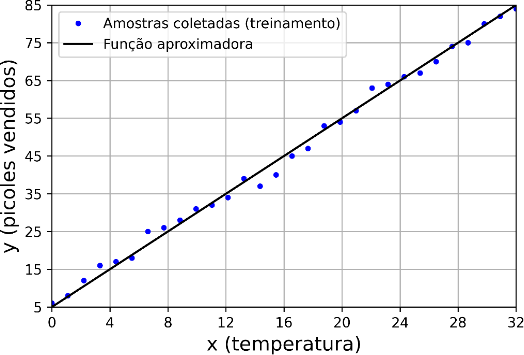 Amostras coletadas (treinamento)
Função aproximadora
y (picoles vendidos)
85
75
65
55
45
35
25
15
5
0 4 8 12 16 20 24 28 32
x (temperatura)